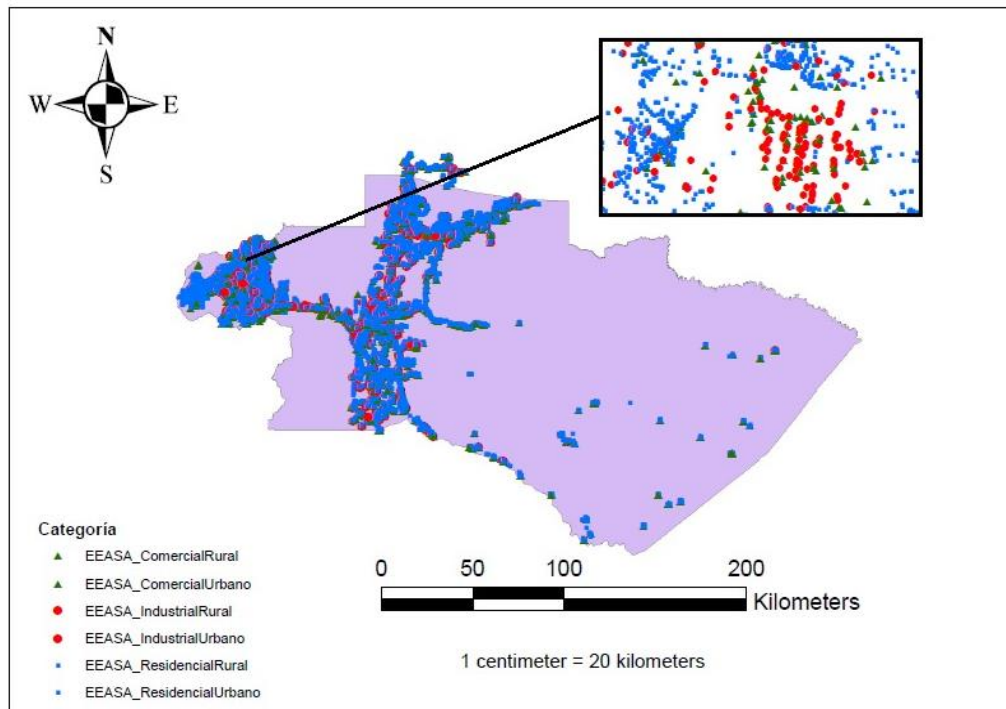 N
W E
S
Categoría
EEASA_ComercialRural
EEASA_ComercialUrbano
EEASA_IndustrialRural
EEASA_IndustrialUrbano
EEASA_ResidencialRural
EEASA_ResidencialUrbano
0 50 100 200
Kilometers
1 centimeter = 20 kilometers